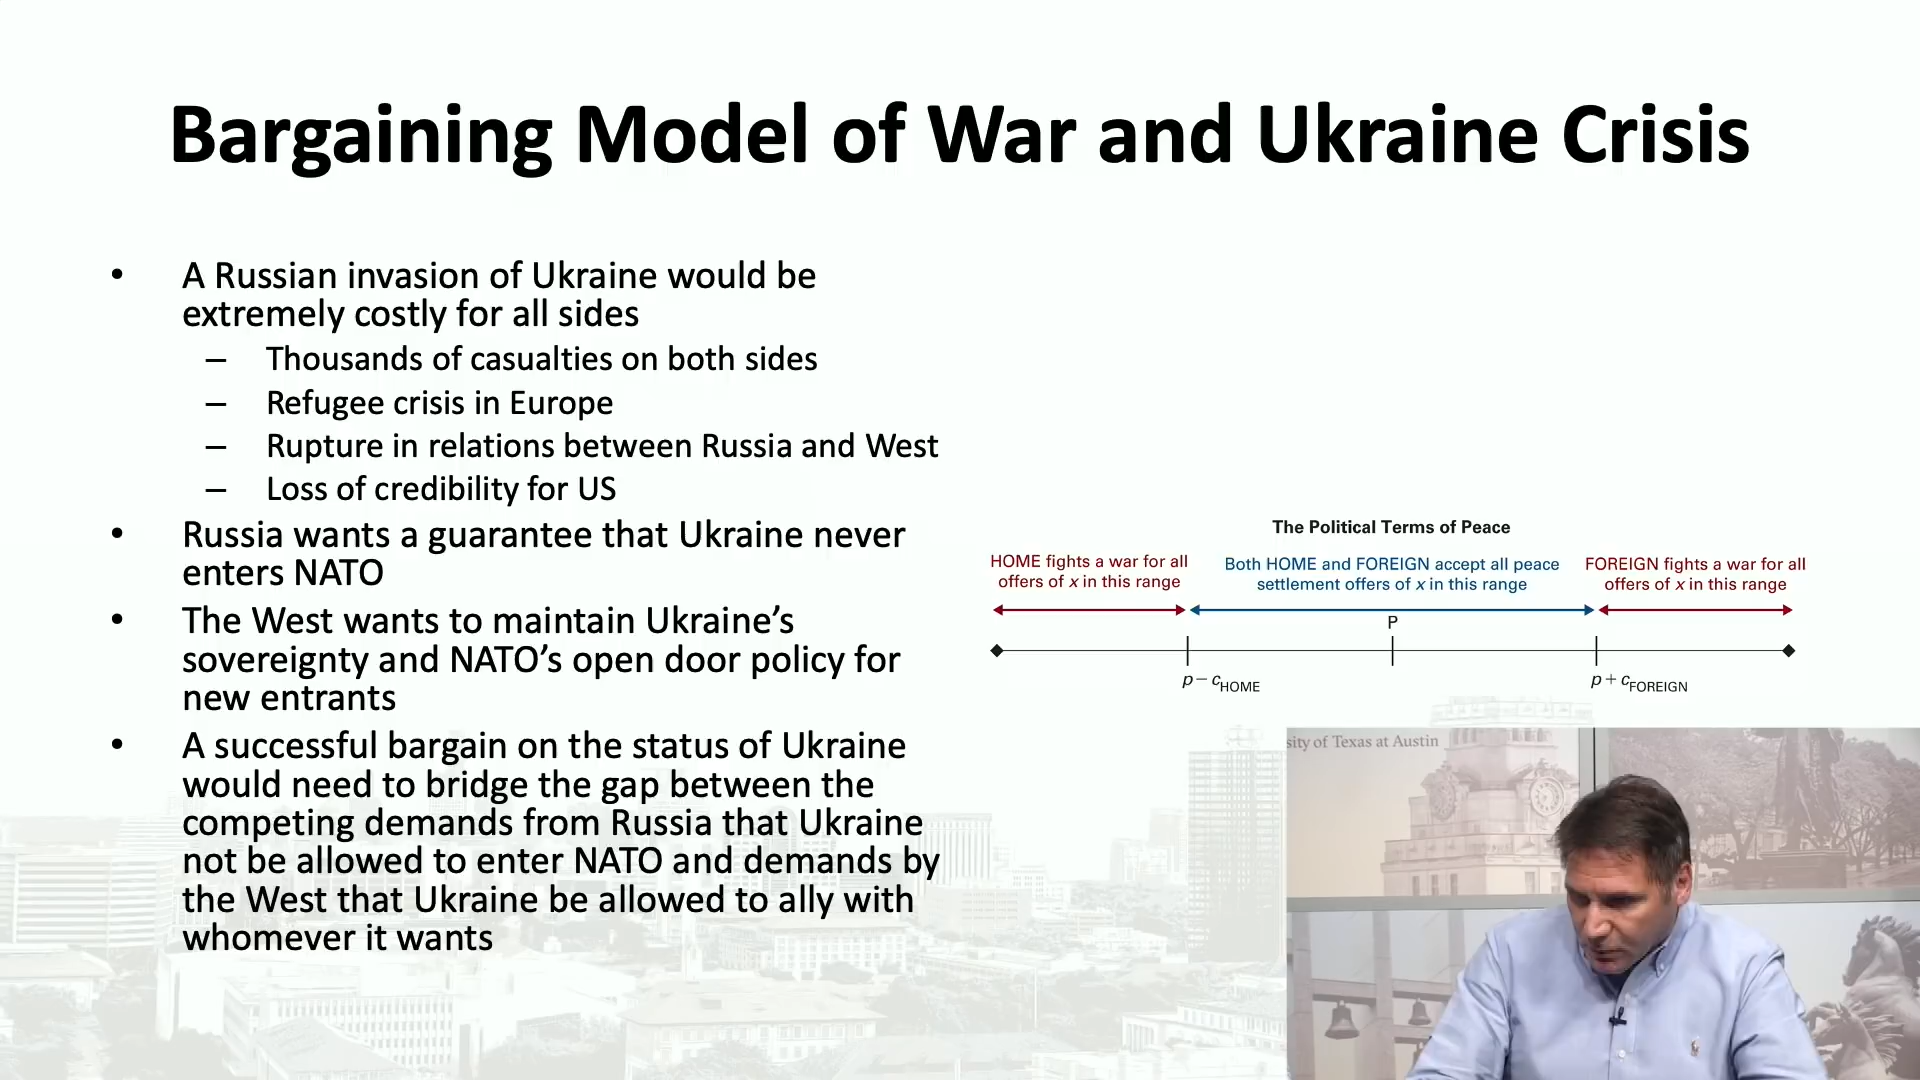 Bargaining Model of War and Ukraine Crisis
• A Russian invasion of Ukraine would be
extremely costly for all sides
– Thousands of casualties on both sides
– Refugee crisis in Europe
– Rupture in relations between Russia and West
– Loss of credibility for US
• Russia wants a guarantee that Ukraine never
enters NATO
• The West wants to maintain Ukraine’s
sovereignty and NATO’s open door policy for
new entrants
• A successful bargain on the status of Ukraine
would need to bridge the gap between the
competing demands from Russia that Ukraine
not be allowed to enter NATO and demands by
the West that Ukraine be allowed to ally with
whomever it wants
The Political Terms of Peace
HOME fights a war for all
offers of x in this range
Both HOME and FOREIGN accept all peace
settlement offers of x in this range
FOREIGN fights a war for all
offers of x in this range
P
p – cHOME
p + cFOREIGN
sity of Texas at Austin